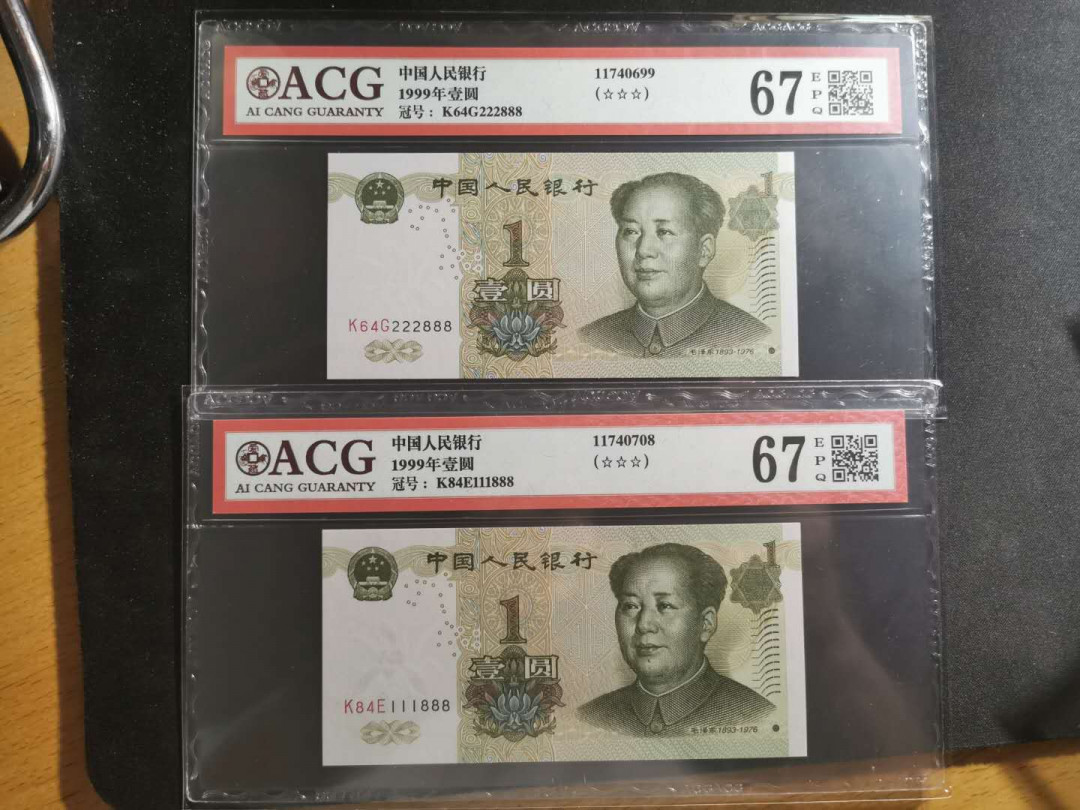 ACG
AI CANG GUARANTY
中国人民银行
1999年壹圆
冠号：K64G222888
11740699
(☆☆☆)
67
E
P
Q
中国人民银行
1
1
壹圆
K64G222888
毛泽东1893-1976
ACG
AI CANG GUARANTY
中国人民银行
1999年壹圆
冠号：K84E111888
11740708
(☆☆☆)
67
E
P
Q
中国人民银行
1
1
壹圆
K84E111888
毛泽东1893-1976